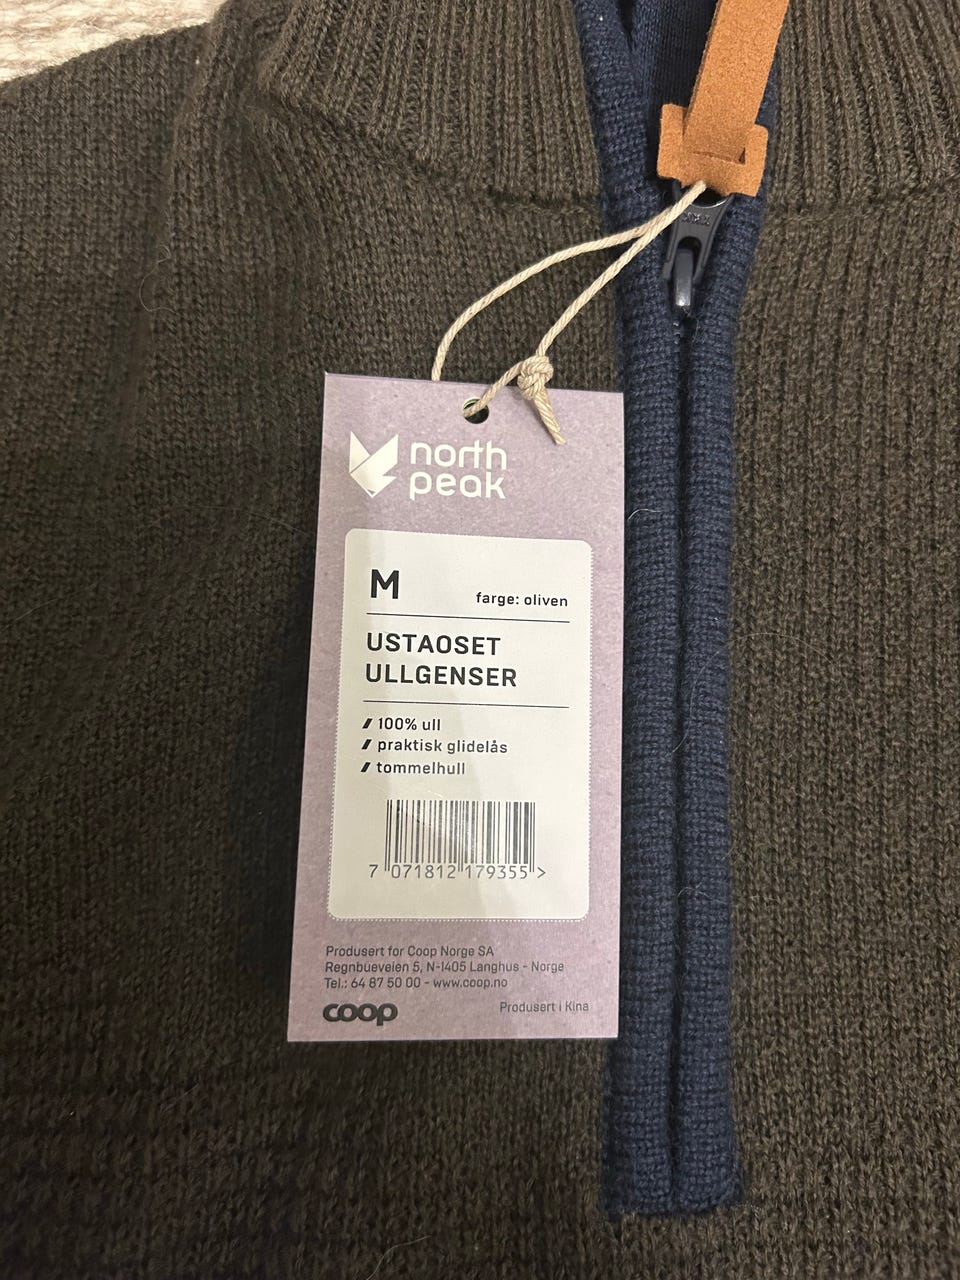 north
peak
M
farge: oliven
USTAOSET
ULLGENSER
100% ull
praktisk glidelås
tommelhull
7 071812 179355 >
Produsert for Coop Norge SA
Regnbueveien 5, N-1405 Langhus - Norge
Tel.: 64 87 50 00 - www.coop.no
coop
Produsert i Kina